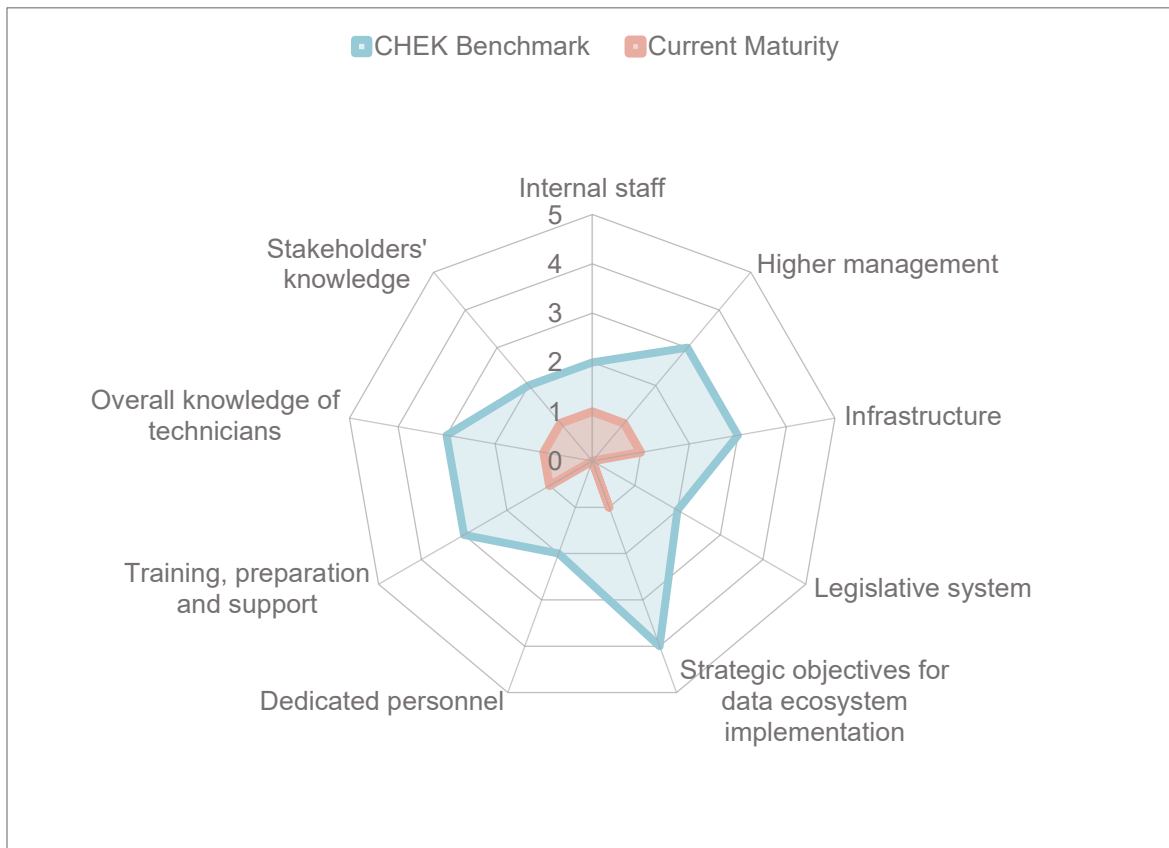 CHEK Benchmark
Current Maturity
Internal staff
5
4
3
2
1
0
Higher management
Infrastructure
Legislative system
Strategic objectives for
data ecosystem
implementation
Dedicated personnel
Training, preparation
and support
Overall knowledge of
technicians
Stakeholders'
knowledge